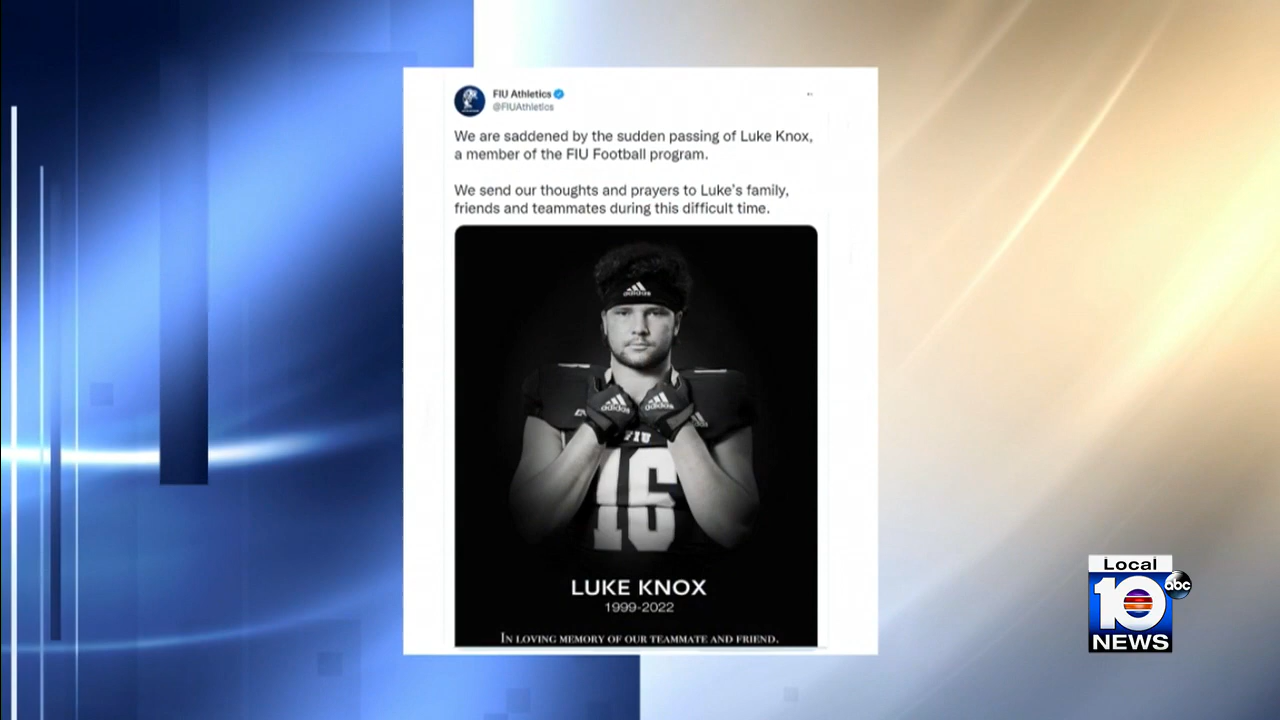 FIU Athletics
@FIUAthletics
We are saddened by the sudden passing of Luke Knox,
a member of the FIU Football program.
We send our thoughts and prayers to Luke's family,
friends and teammates during this difficult time.
adidas
adidas
adidas
FIU
16
LUKE KNOX
1999-2022
IN LOVING MEMORY OF OUR TEAMMATE AND FRIEND.
Local
10
abc
NEWS